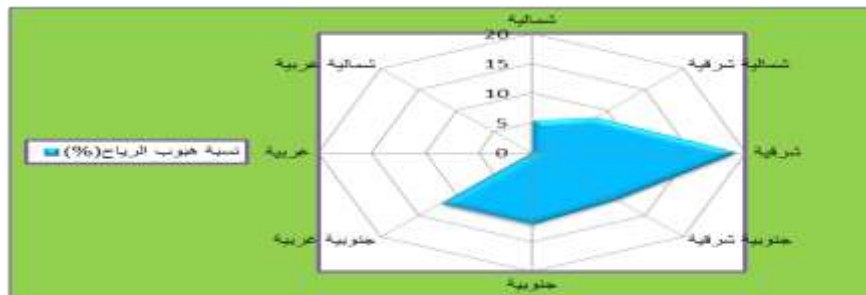 شمالية
20
شمالية غربية
15
شمالية شرقية
10
5
نسبة هبوب الرياح(%)
غربية
0
شرقية
جنوبية غربية
جنوبية شرقية
جنوبية